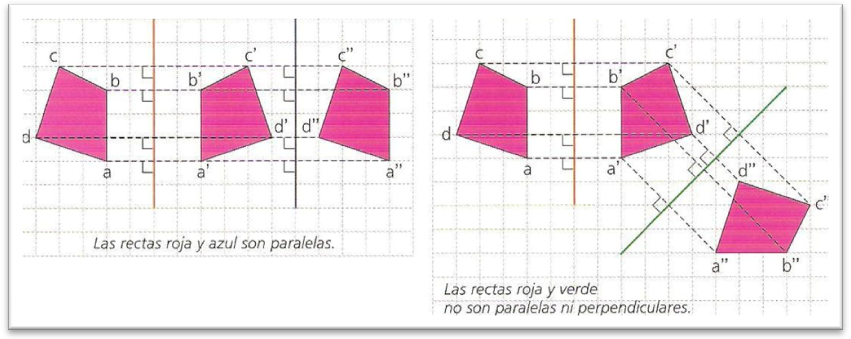 c c' c''
b b' b''
d d' d''
a a' a''
Las rectas roja y azul son paralelas.
c c'
b b'
d d'
a a'
d''
c'
a'' b''
Las rectas roja y verde
no son paralelas ni perpendiculares.